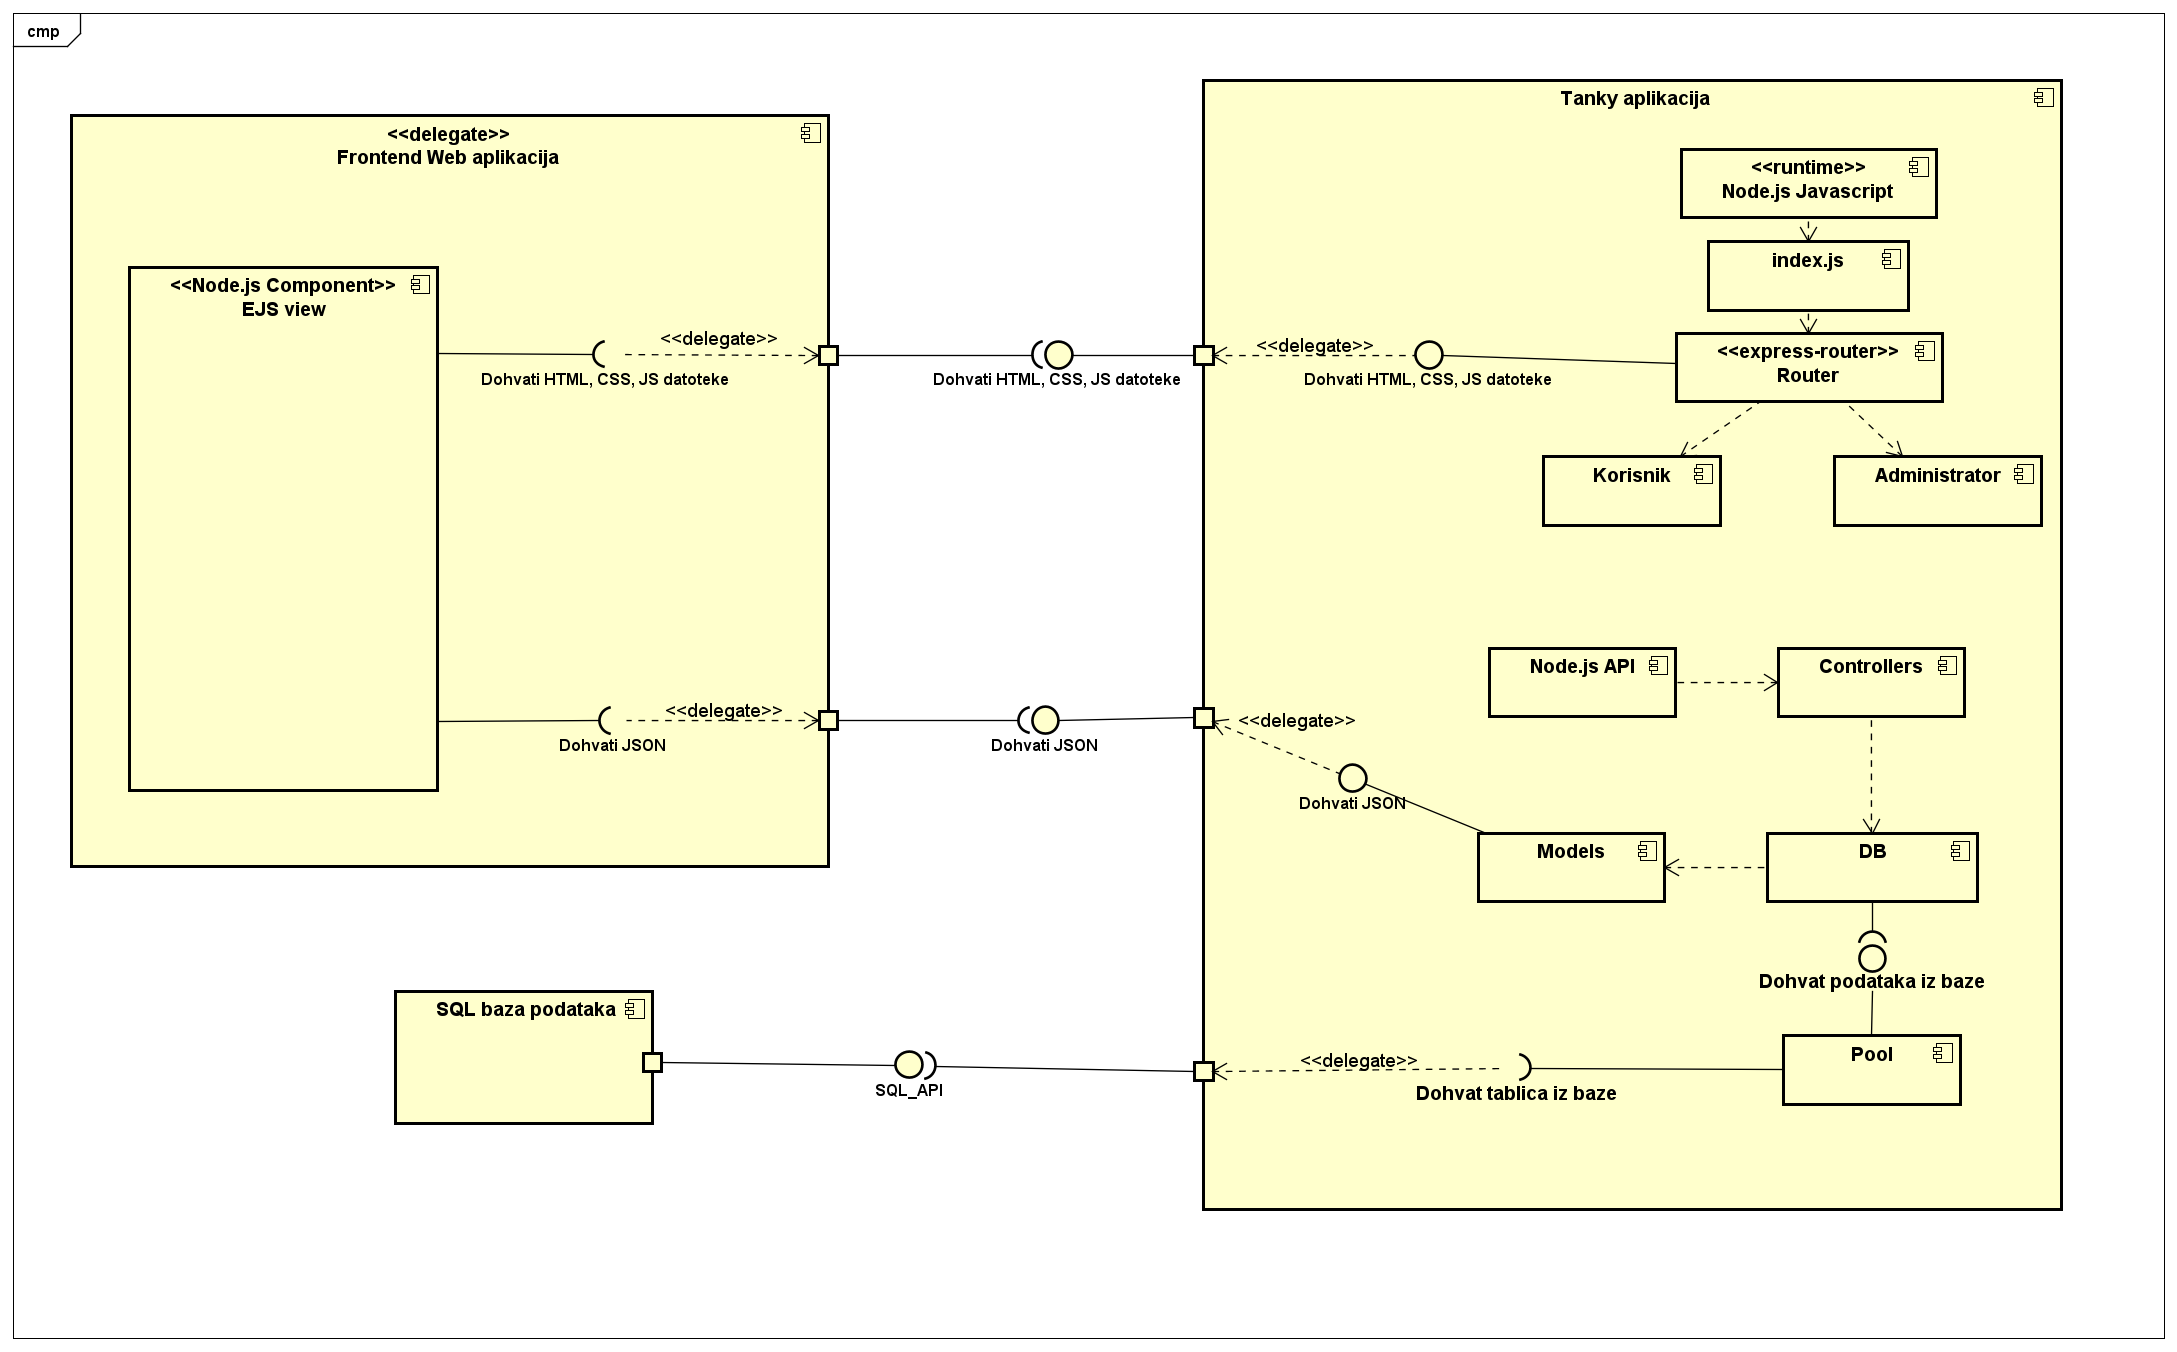 cmp
<<delegate>>
Frontend Web aplikacija
<<Node.js Component>>
EJS view
<<delegate>>
Dohvati HTML, CSS, JS datoteke
<<delegate>>
Dohvati JSON
Dohvati HTML, CSS, JS datoteke
Dohvati JSON
SQL baza podataka
SQL_API
Tanky aplikacija
<<runtime>>
Node.js Javascript
index.js
<<express-router>>
Router
<<delegate>>
Dohvati HTML, CSS, JS datoteke
Korisnik
Administrator
Node.js API
Controllers
<<delegate>>
Dohvati JSON
Models
DB
Dohvat podataka iz baze
Pool
<<delegate>>
Dohvat tablica iz baze